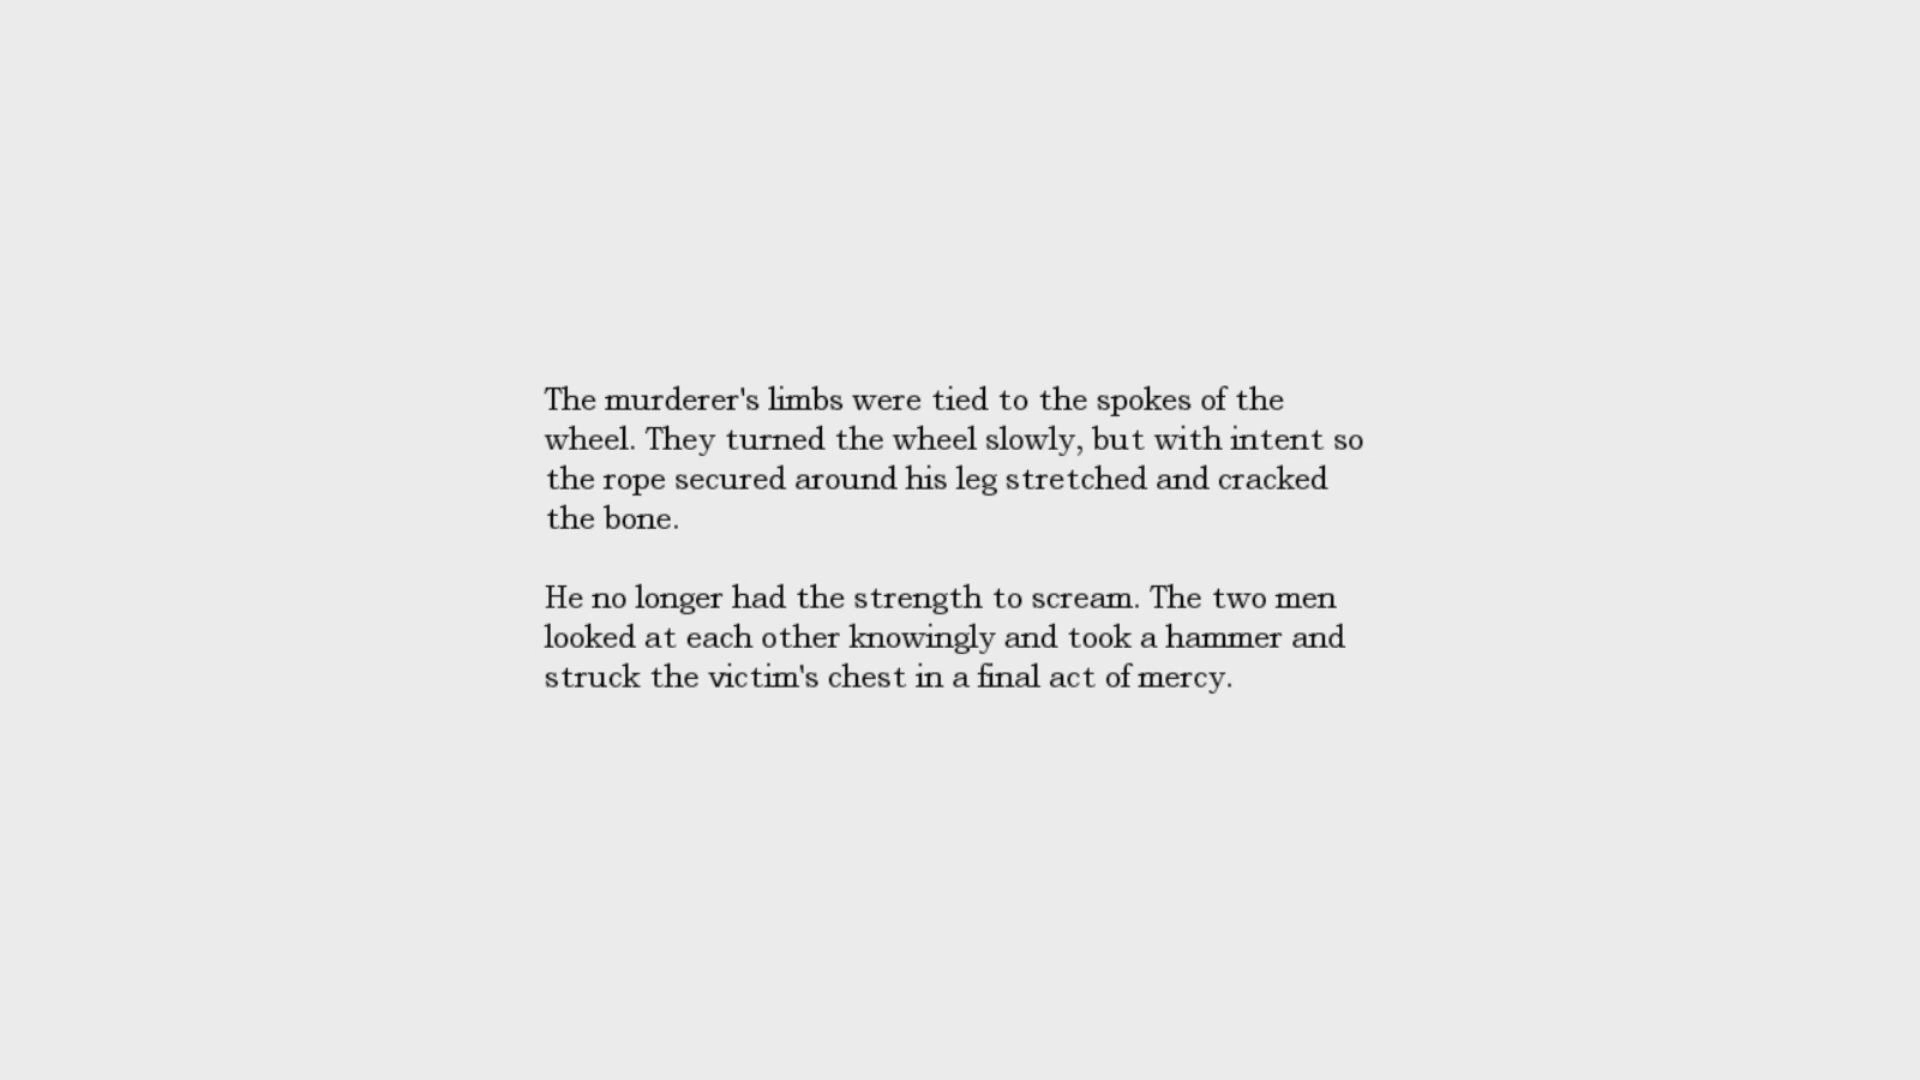 The murderer's limbs were tied to the spokes of the
wheel. They turned the wheel slowly, but with intent so
the rope secured around his leg stretched and cracked
the bone.
He no longer had the strength to scream. The two men
looked at each other knowingly and took a hammer and
struck the victim's chest in a final act of mercy.